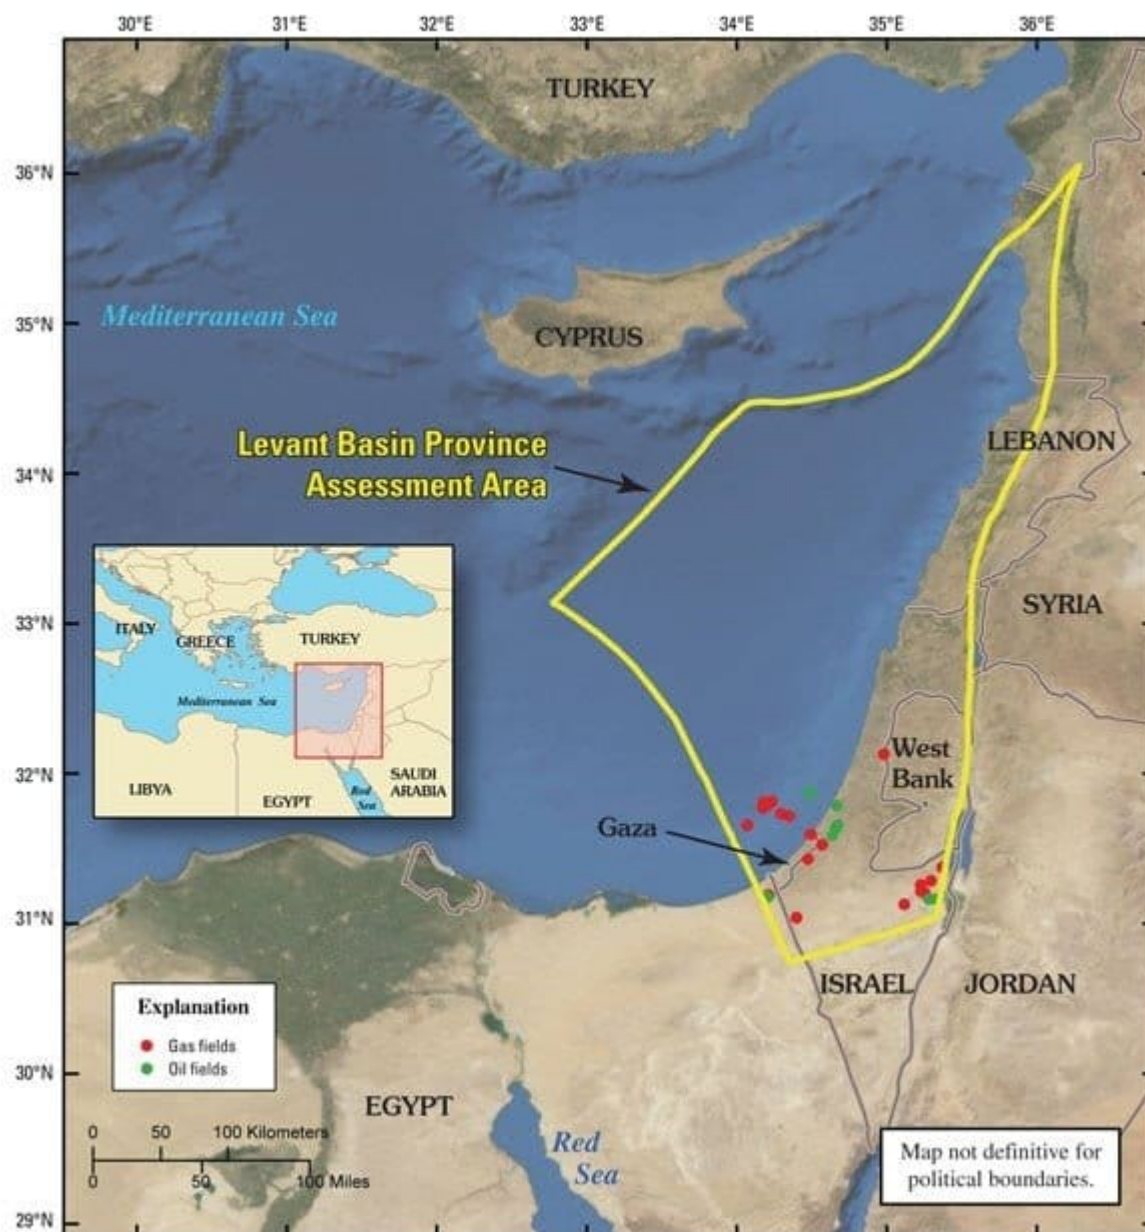 30°E 31°E 32°E 33°E 34°E 35°E 36°E
TURKEY
36°N
Mediterranean Sea
35°N
CYPRUS
Levant Basin Province
Assessment Area
LEBANON
34°N
SYRIA
33°N
ITALY
GREECE
TURKEY
Mediterranean Sea
LIBYA
EGYPT
Red
Sea
SAUDI
ARABIA
West
Bank
32°N
Gaza
31°N
ISRAEL
JORDAN
Explanation
Gas fields
Oil fields
30°N
EGYPT
Red
Sea
0 50 100 Kilometers
0 50 100 Miles
Map not definitive for
political boundaries.
29°N